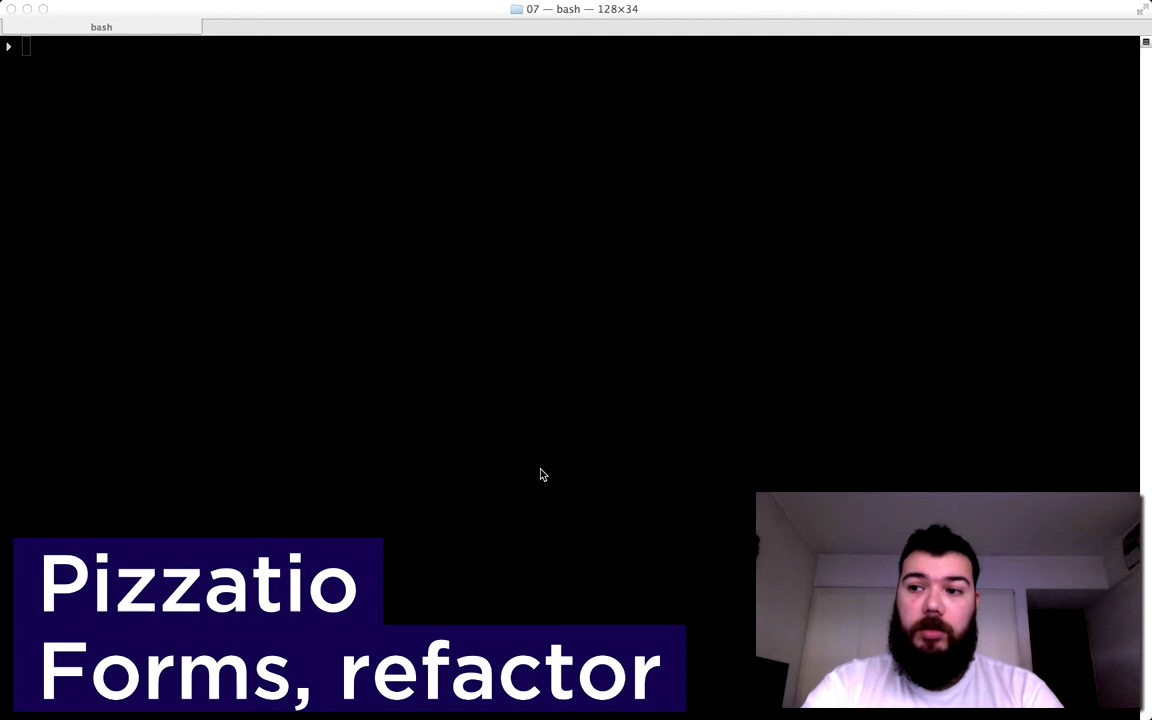 07 — bash — 128×34
bash
Pizzatio
Forms, refactor